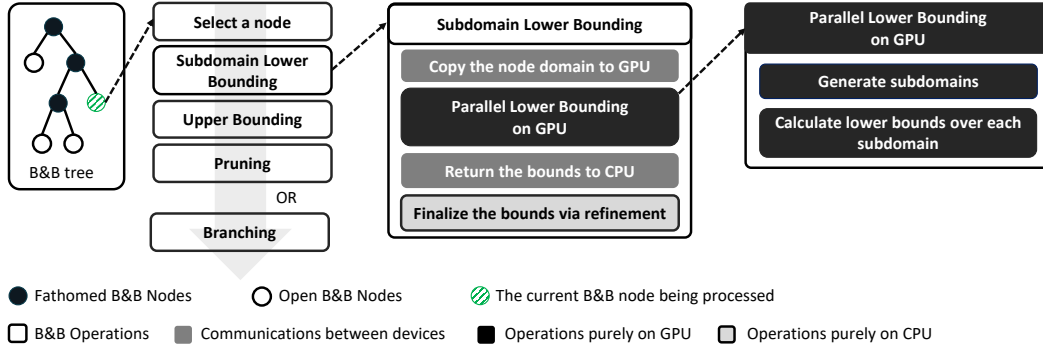 B&B tree
Select a node
Subdomain Lower
Bounding
Upper Bounding
Pruning
OR
Branching
Subdomain Lower Bounding
Copy the node domain to GPU
Parallel Lower Bounding
on GPU
Return the bounds to CPU
Finalize the bounds via refinement
Parallel Lower Bounding
on GPU
Generate subdomains
Calculate lower bounds over each
subdomain
Fathomed B&B Nodes
Open B&B Nodes
The current B&B node being processed
B&B Operations
Communications between devices
Operations purely on GPU
Operations purely on CPU